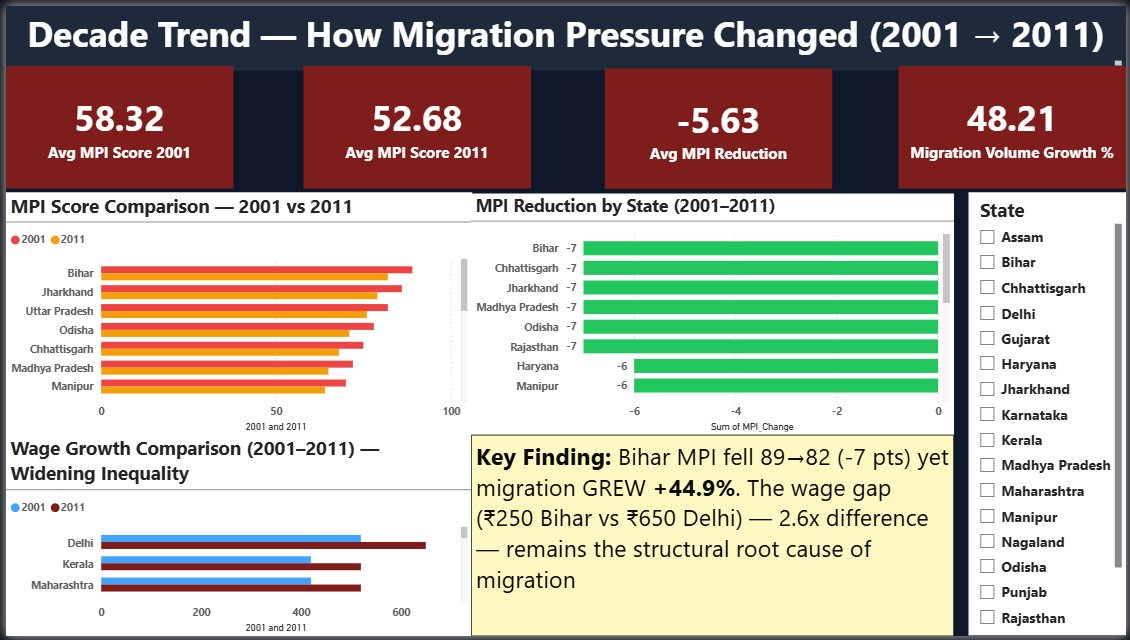 Decade Trend — How Migration Pressure Changed (2001 → 2011)
58.32
Avg MPI Score 2001
52.68
Avg MPI Score 2011
-5.63
Avg MPI Reduction
48.21
Migration Volume Growth %
MPI Score Comparison — 2001 vs 2011
2001 2011
Bihar
Jharkhand
Uttar Pradesh
Odisha
Chhattisgarh
Madhya Pradesh
Manipur
0 50 100
2001 and 2011
MPI Reduction by State (2001–2011)
Bihar -7
Chhattisgarh -7
Jharkhand -7
Madhya Pradesh -7
Odisha -7
Rajasthan -7
Haryana -6
Manipur -6
-6 -4 -2 0
Sum of MPI_Change
Wage Growth Comparison (2001–2011) —
Widening Inequality
2001 2011
Delhi
Kerala
Maharashtra
0 200 400 600
2001 and 2011
Key Finding: Bihar MPI fell 89→82 (-7 pts) yet
migration GREW +44.9%. The wage gap
(₹250 Bihar vs ₹650 Delhi) — 2.6x difference
— remains the structural root cause of
migration
State
Assam
Bihar
Chhattisgarh
Delhi
Gujarat
Haryana
Jharkhand
Karnataka
Kerala
Madhya Pradesh
Maharashtra
Manipur
Nagaland
Odisha
Punjab
Rajasthan